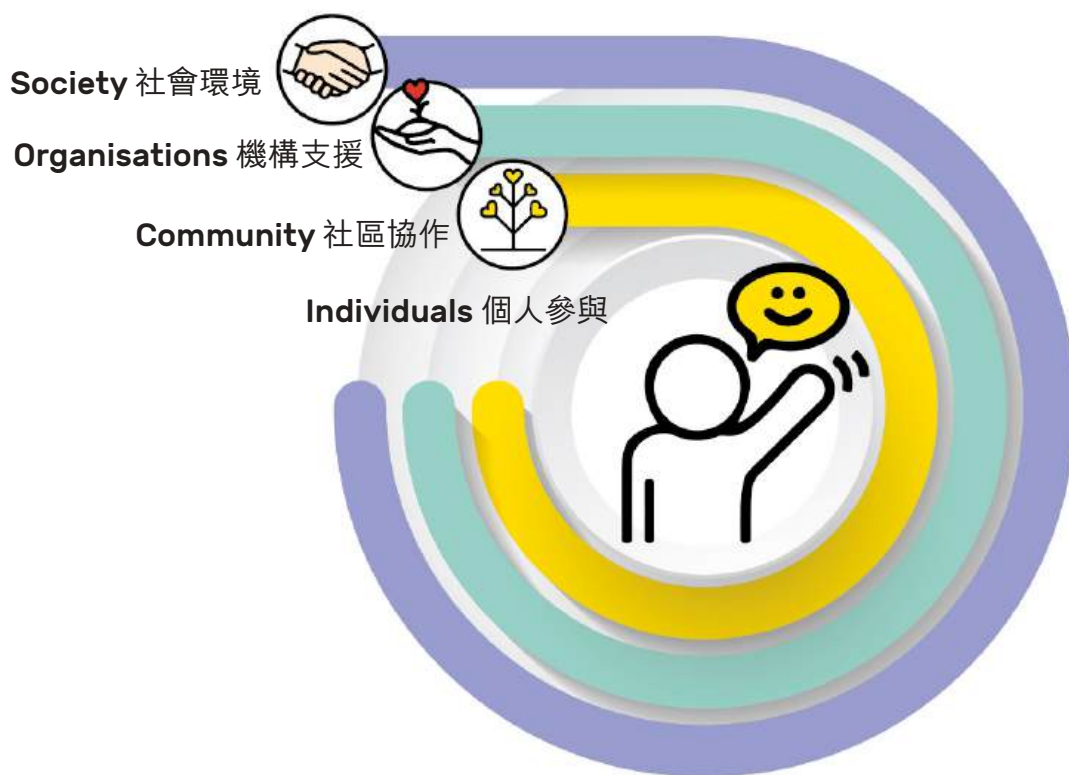 Society 社會環境
Organisations 機構支援
Community 社區協作
Individuals 個人參與